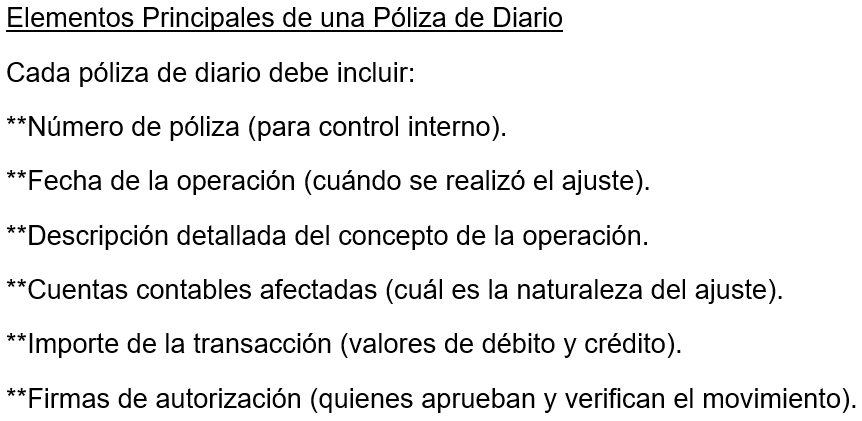 Elementos Principales de una Póliza de Diario
Cada póliza de diario debe incluir:
**Número de póliza (para control interno).
**Fecha de la operación (cuándo se realizó el ajuste).
**Descripción detallada del concepto de la operación.
**Cuentas contables afectadas (cuál es la naturaleza del ajuste).
**Importe de la transacción (valores de débito y crédito).
**Firmas de autorización (quienes aprueban y verifican el movimiento).